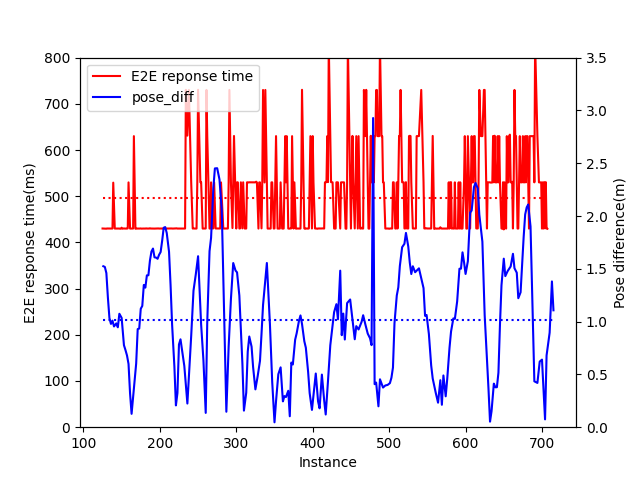 E2E reponse time
pose_diff
E2E response time(ms)
800
700
600
500
400
300
200
100
0
3.5
3.0
2.5
2.0
1.5
1.0
0.5
0.0
Pose difference(m)
100 200 300 400 500 600 700
Instance